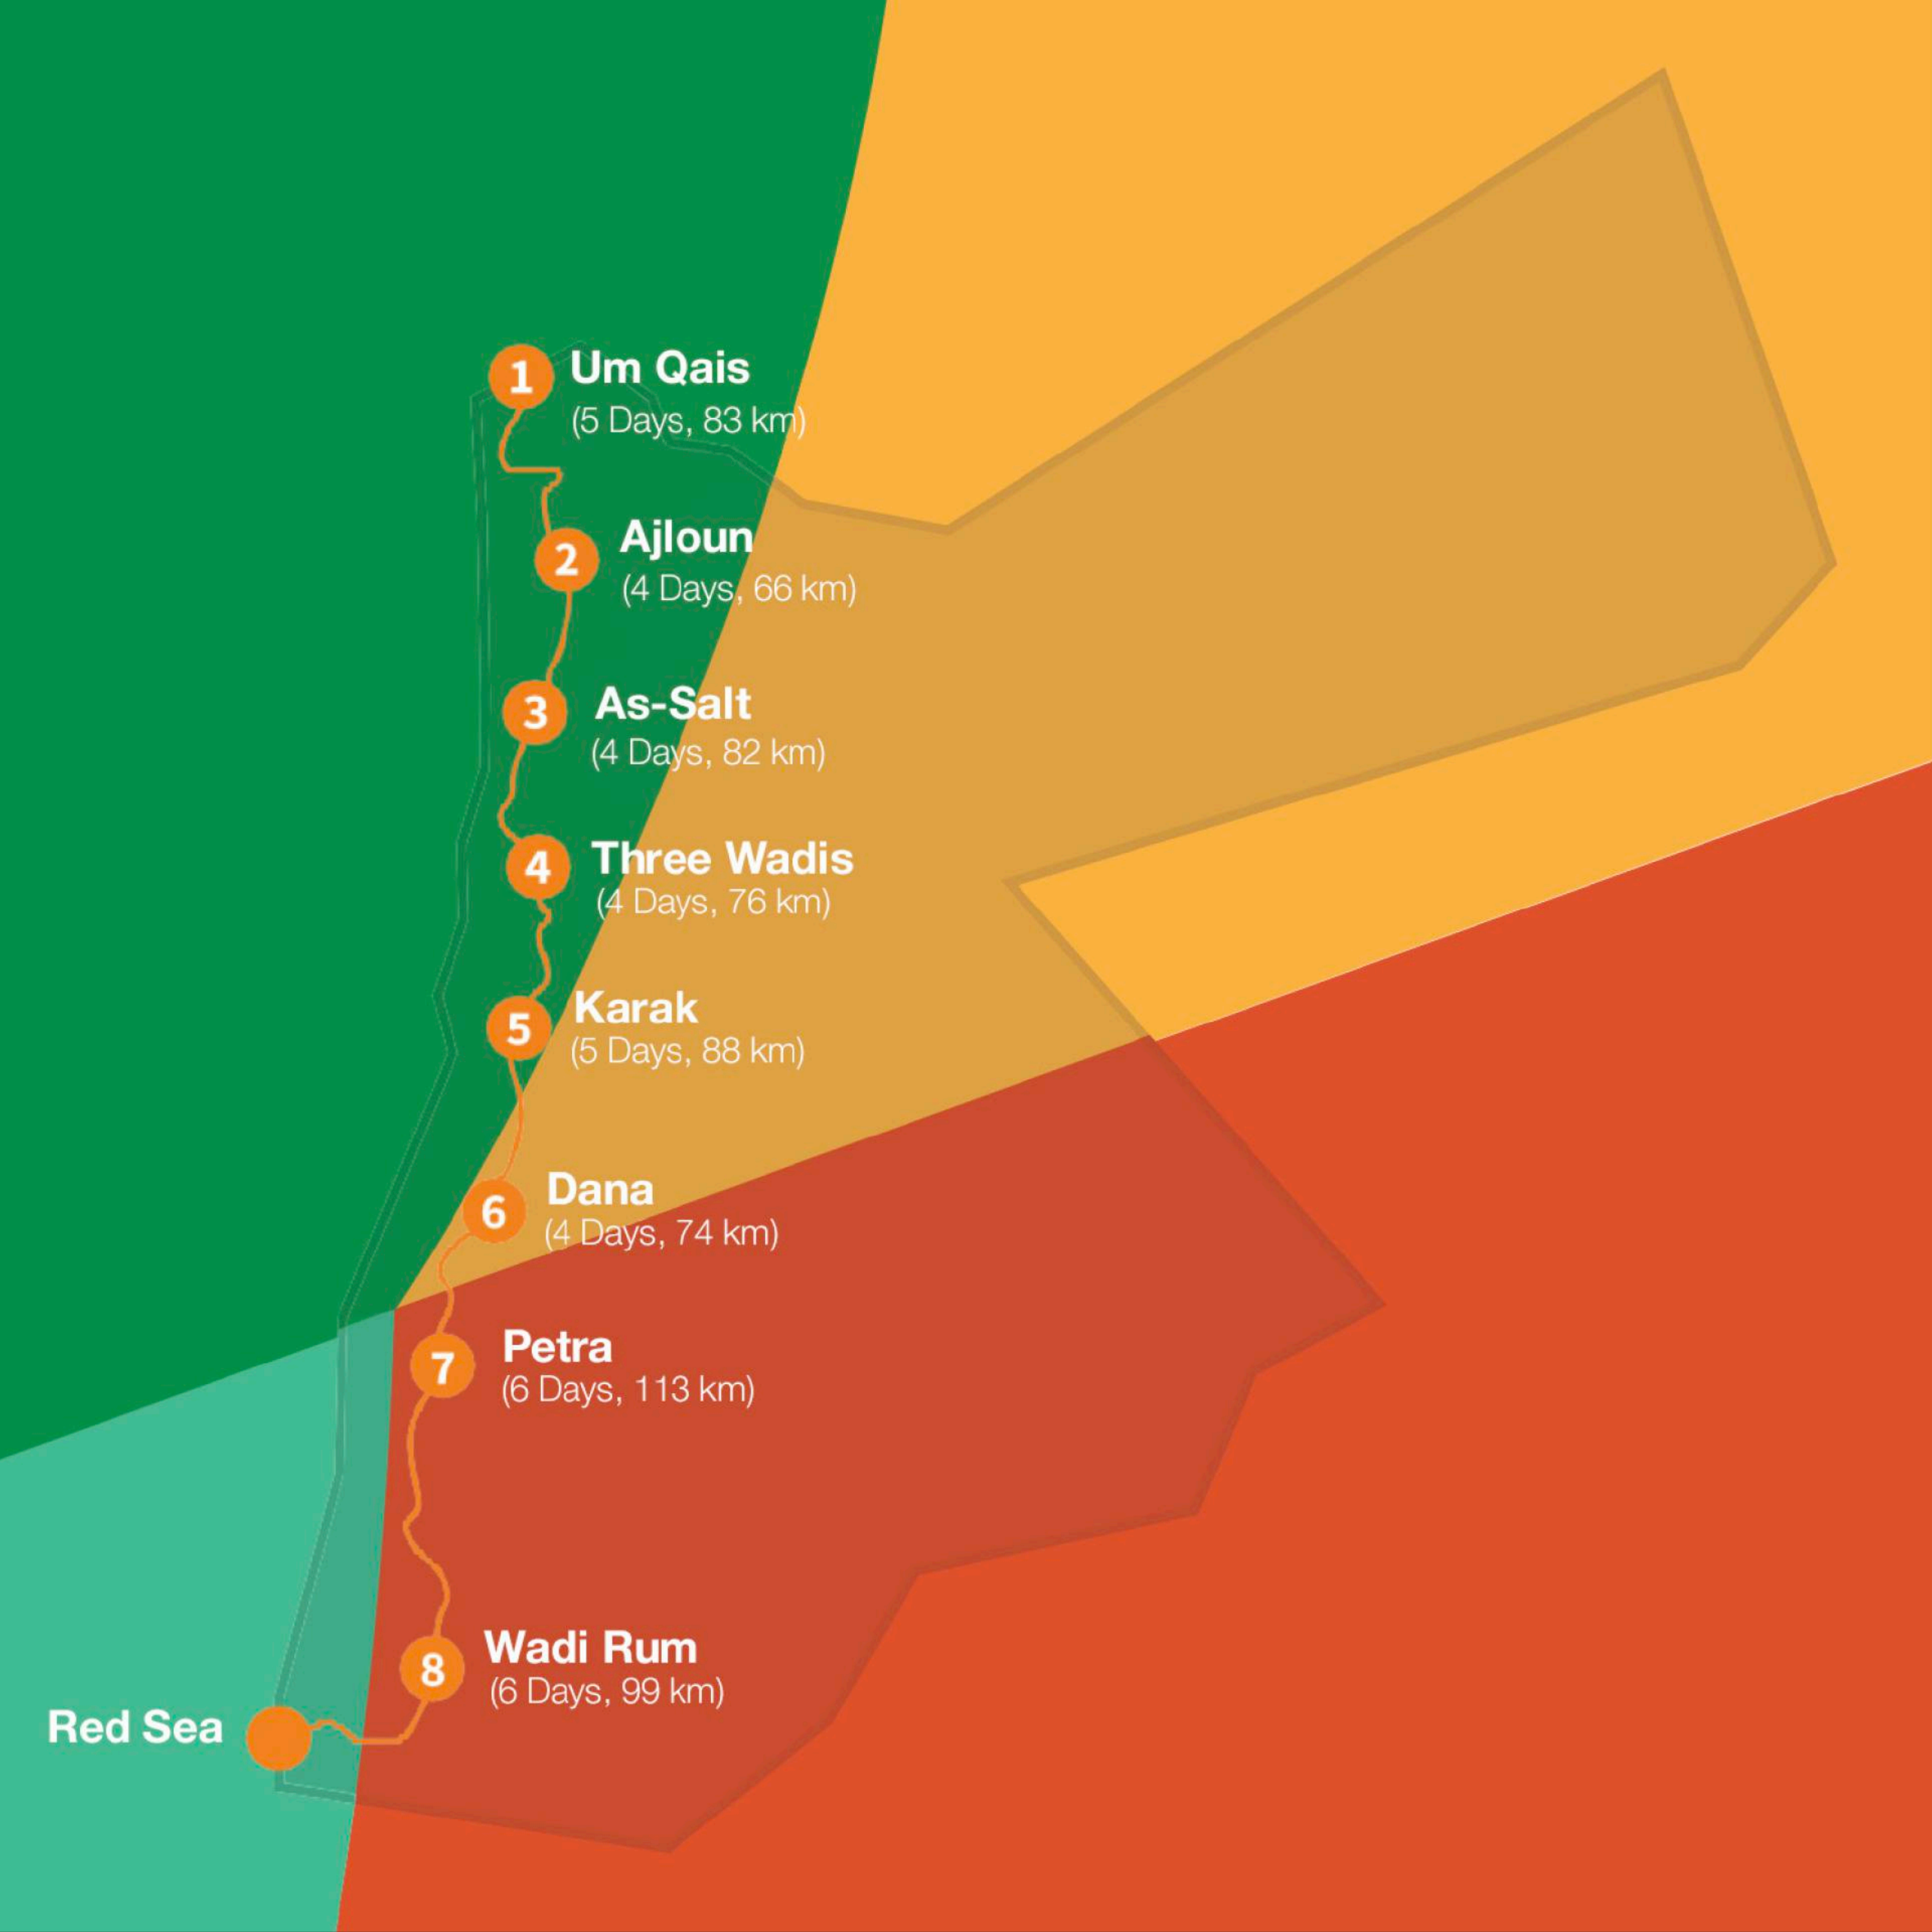 1
Um Qais
(5 Days, 83 km)
2
Ajloun
(4 Days, 66 km)
3
As-Salt
(4 Days, 82 km)
4
Three Wadis
(4 Days, 76 km)
5
Karak
(5 Days, 88 km)
6
Dana
(4 Days, 74 km)
7
Petra
(6 Days, 113 km)
8
Wadi Rum
(6 Days, 99 km)
Red Sea